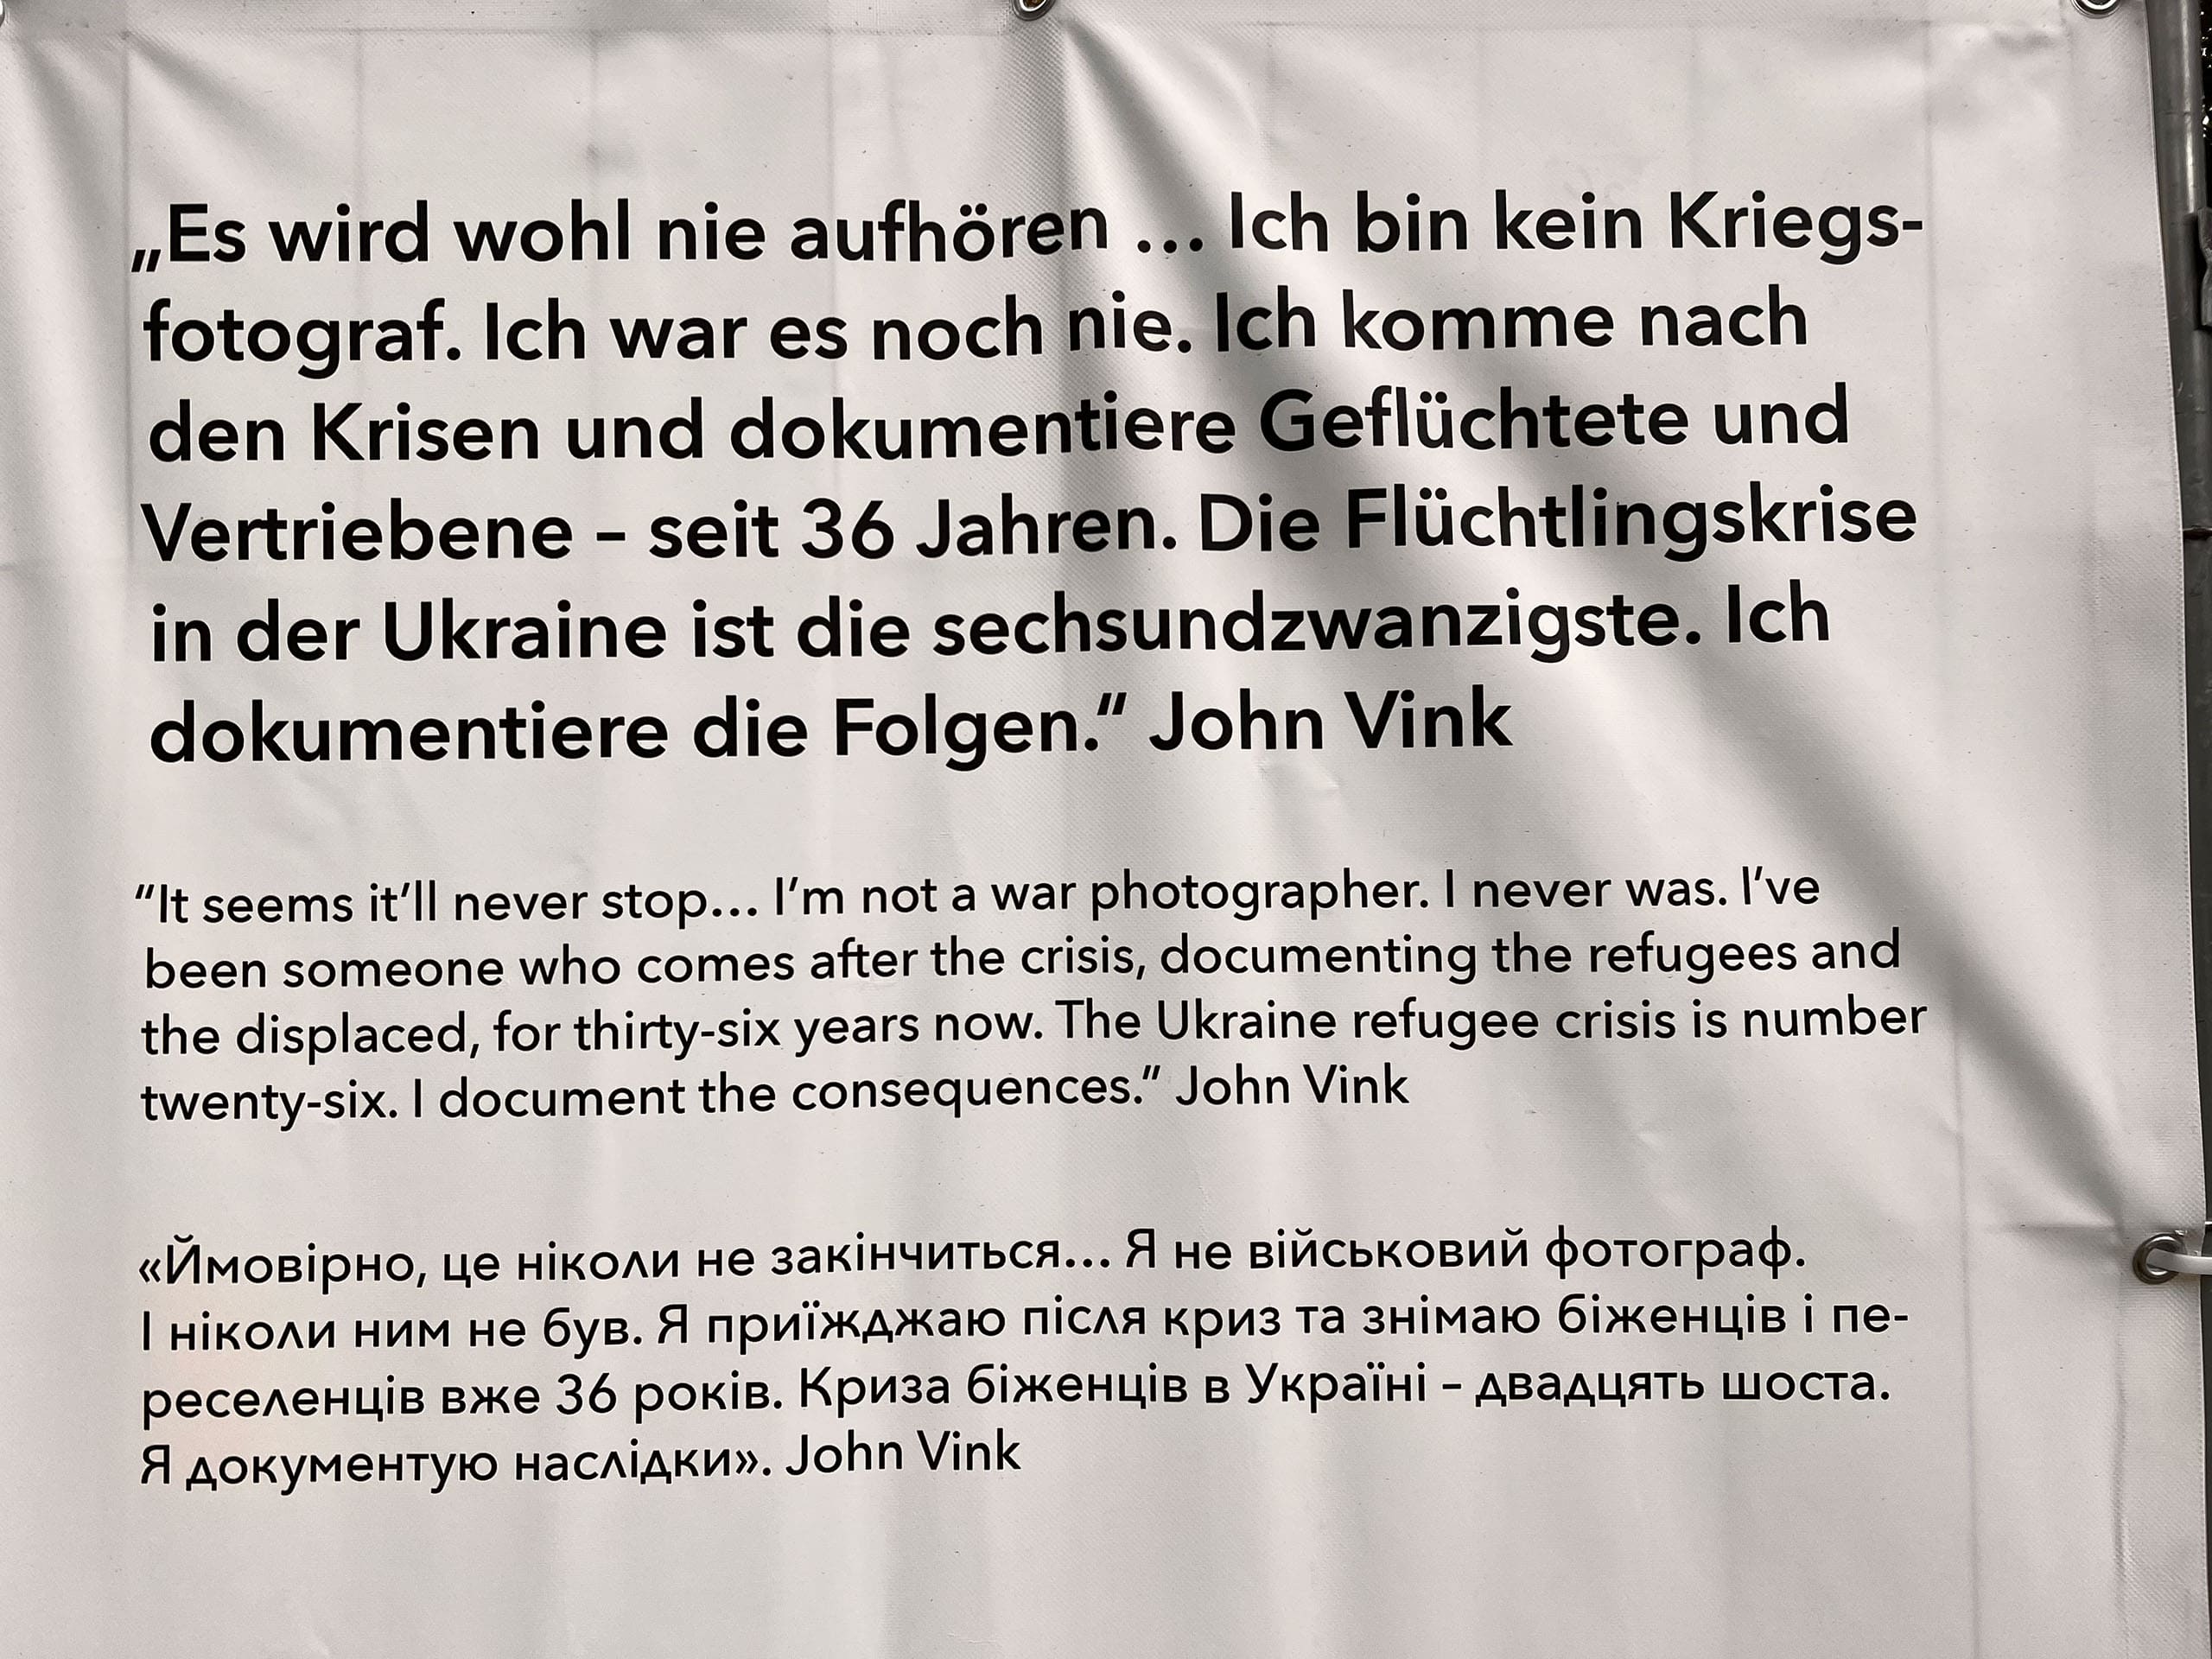 „Es wird wohl nie aufhören … Ich bin kein Kriegs-
fotograf. Ich war es noch nie. Ich komme nach
den Krisen und dokumentiere Geflüchtete und
Vertriebene – seit 36 Jahren. Die Flüchtlingskrise
in der Ukraine ist die sechsundzwanzigste. Ich
dokumentiere die Folgen.“ John Vink
“It seems it’ll never stop… I’m not a war photographer. I never was. I’ve
been someone who comes after the crisis, documenting the refugees and
the displaced, for thirty-six years now. The Ukraine refugee crisis is number
twenty-six. I document the consequences.” John Vink
«Ймовірно, це ніколи не закінчиться… Я не військовий фотограф.
І ніколи ним не був. Я приїжджаю після криз та знімаю біженців і пе-
реселенців вже 36 років. Криза біженців в Україні – двадцять шоста.
Я документую наслідки». John Vink